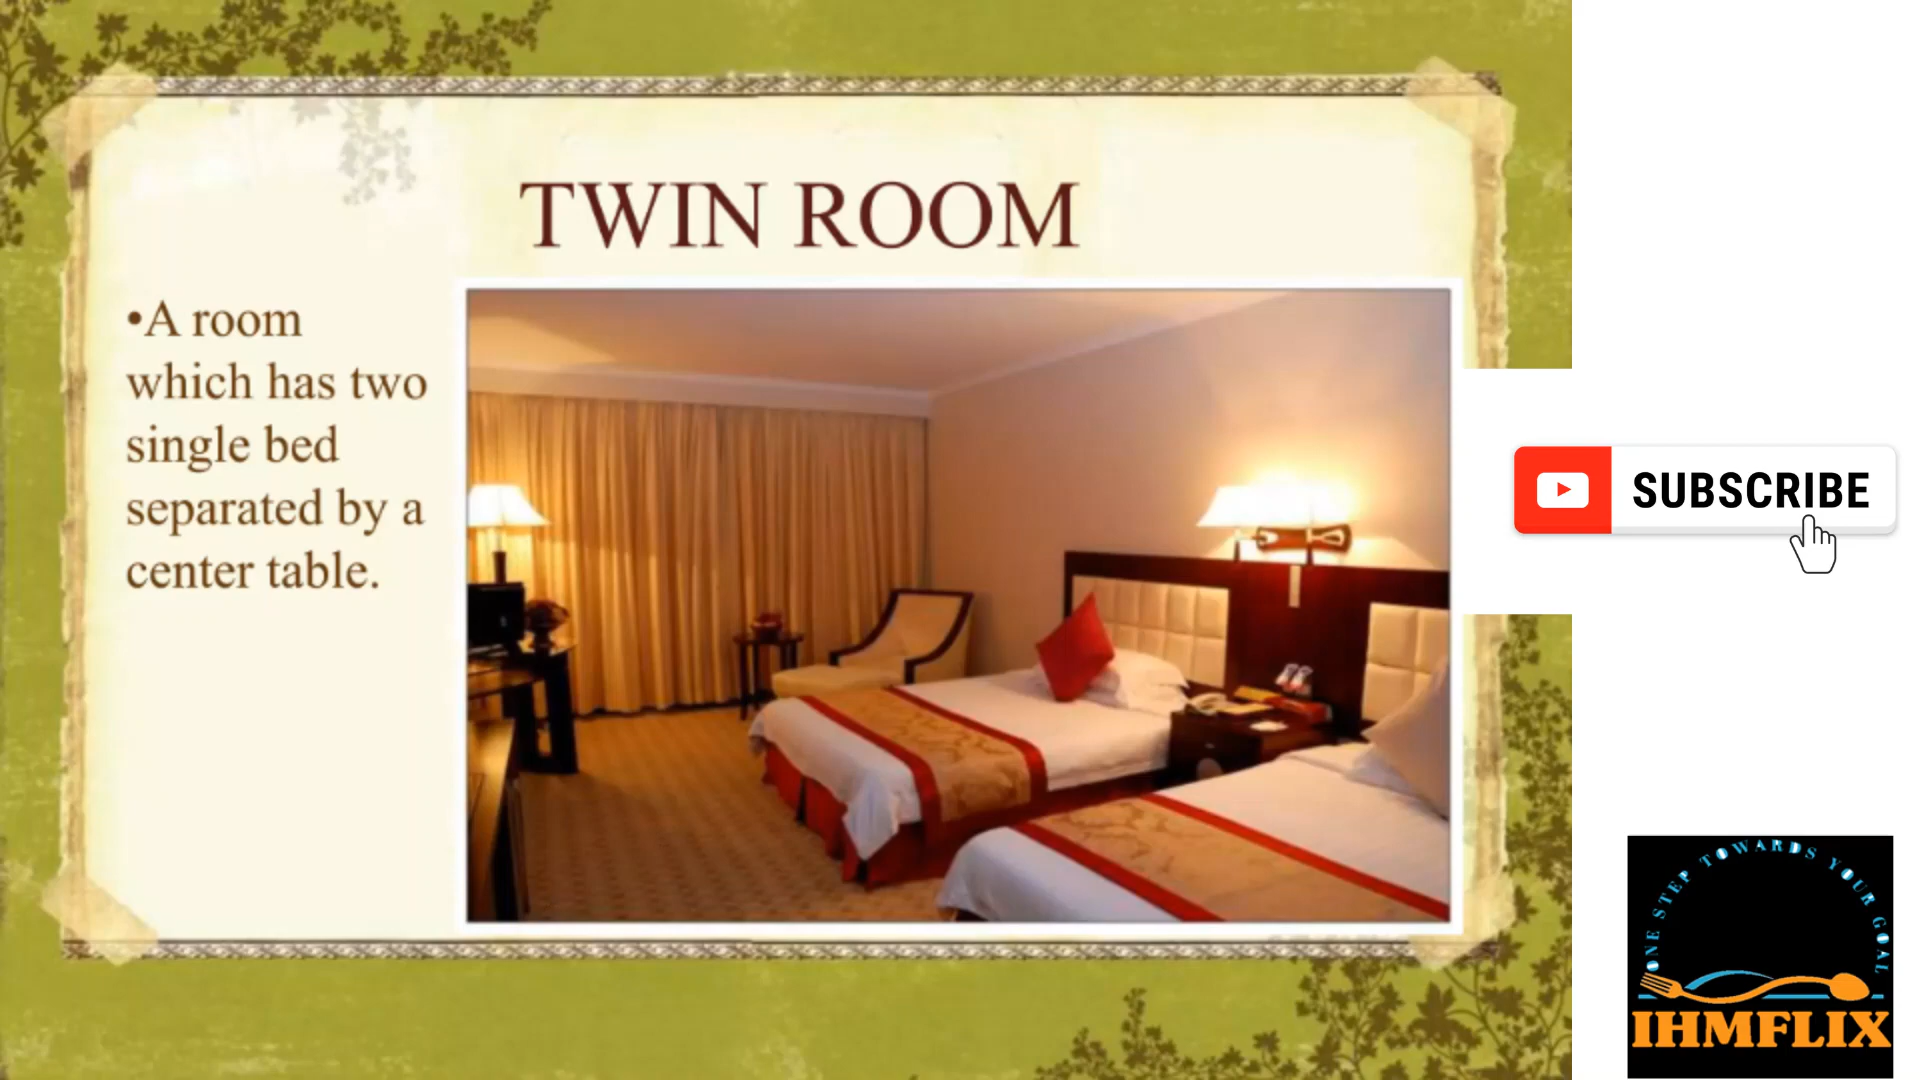 TWIN ROOM
•A room
which has two
single bed
separated by a
center table.
SUBSCRIBE
ONE STEP TOWARDS YOUR GOAL
IHMFLIX